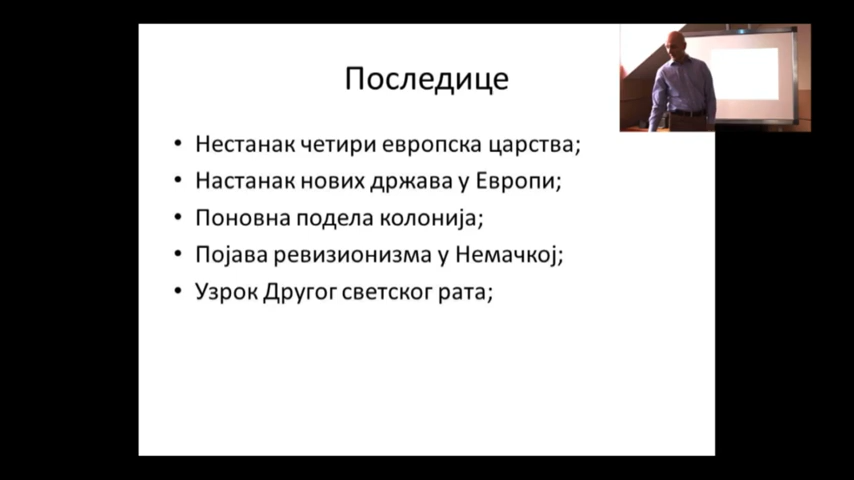 Последице
• Нестанак четири европска царства;
• Настанак нових држава у Европи;
• Поновна подела колонија;
• Појава ревизионизма у Немачкој;
• Узрок Другог светског рата;